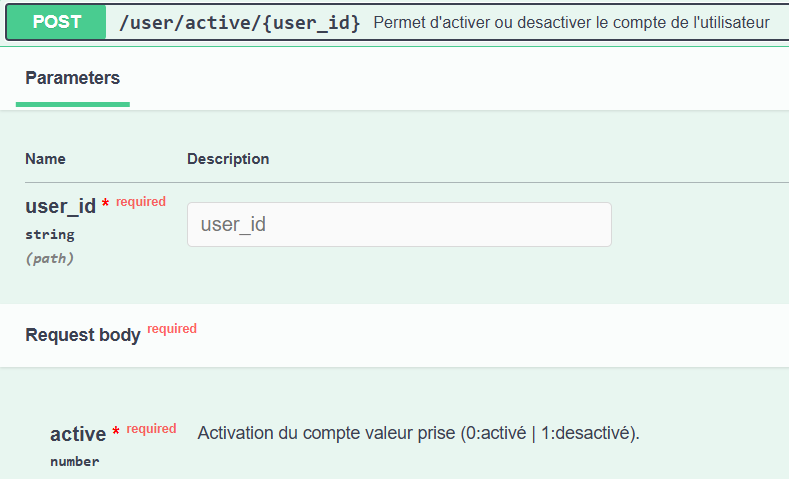 POST /user/active/{user_id} Permet d'activer ou desactiver le compte de l'utilisateur
Parameters
Name Description
user_id * required
string
(path)
user_id
Request body required
active * required Activation du compte valeur prise (0:activé | 1:desactivé).
number